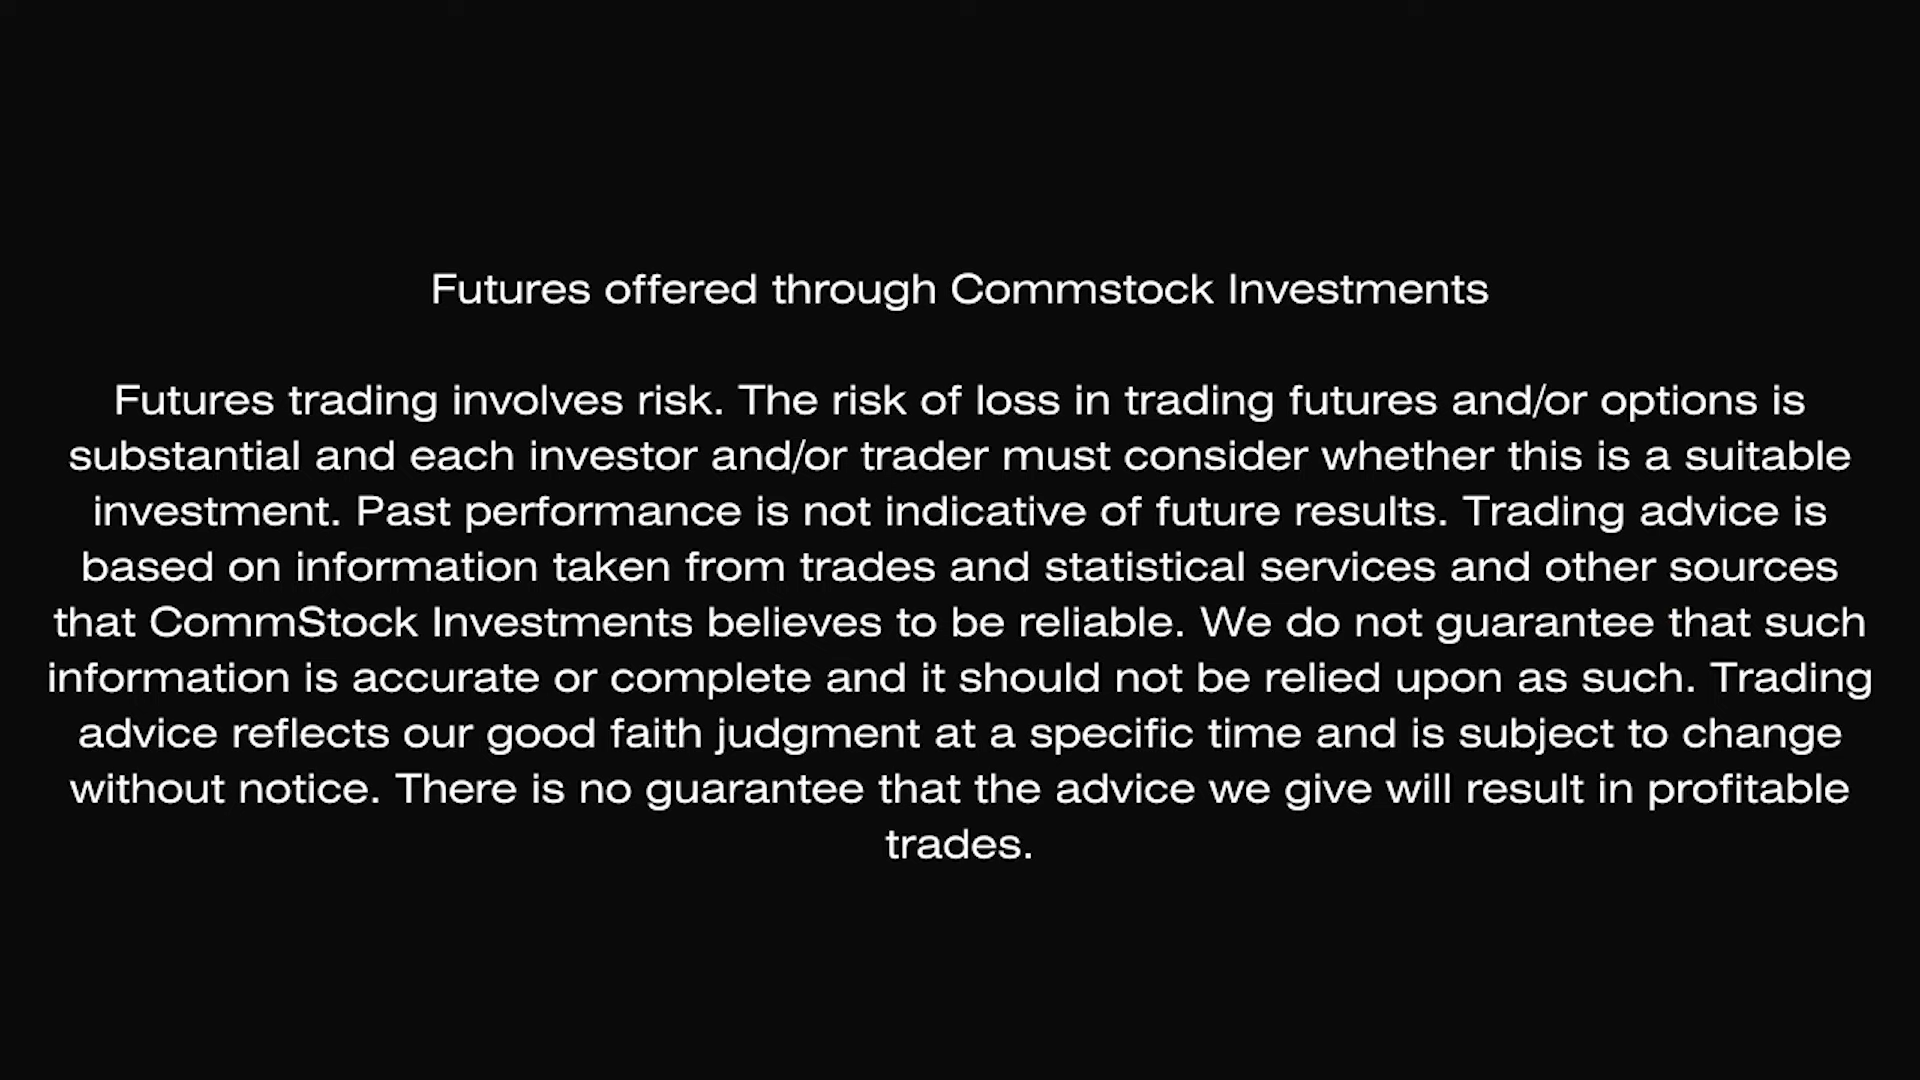 Futures offered through Commstock Investments
Futures trading involves risk. The risk of loss in trading futures and/or options is
substantial and each investor and/or trader must consider whether this is a suitable
investment. Past performance is not indicative of future results. Trading advice is
based on information taken from trades and statistical services and other sources
that CommStock Investments believes to be reliable. We do not guarantee that such
information is accurate or complete and it should not be relied upon as such. Trading
advice reflects our good faith judgment at a specific time and is subject to change
without notice. There is no guarantee that the advice we give will result in profitable
trades.